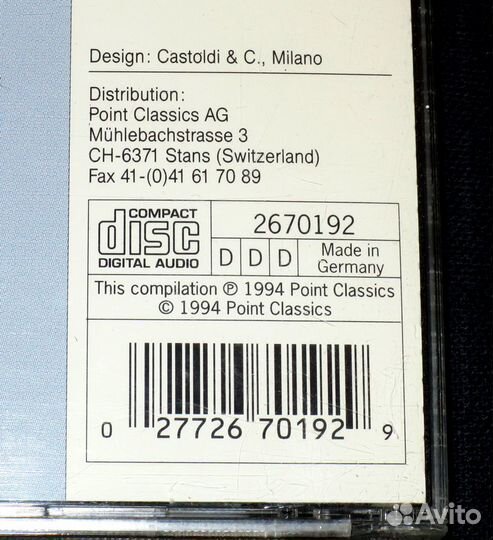 Design: Castoldi & C., Milano
Distribution:
Point Classics AG
Mühlebachstrasse 3
CH-6371 Stans (Switzerland)
Fax 41-(0)41 61 70 89
COMPACT
disc
DIGITAL AUDIO
2670192
D D D
Made in
Germany
This compilation ℗ 1994 Point Classics
© 1994 Point Classics
0 27726 70192 9
Avito